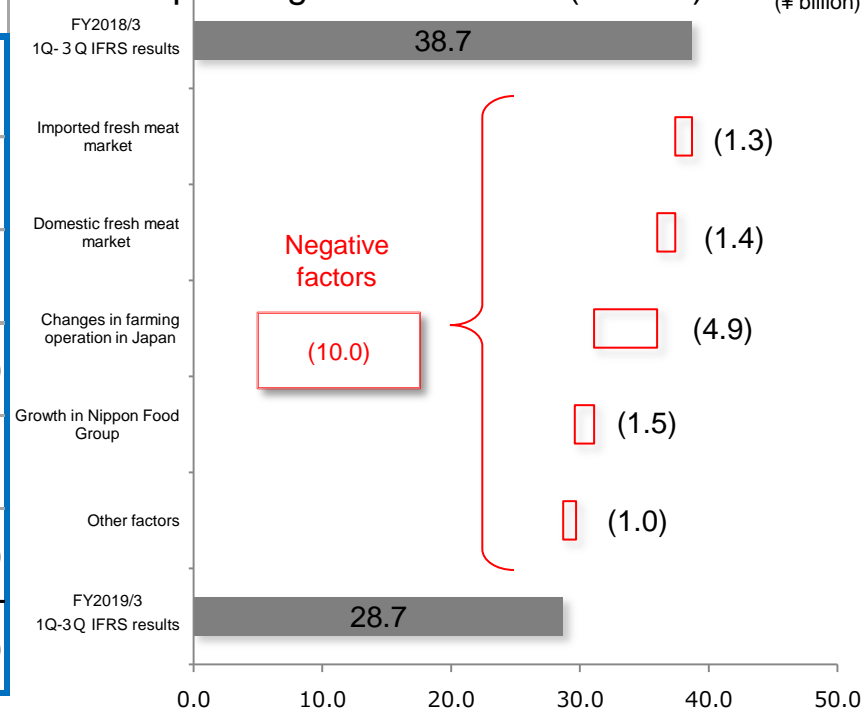 (¥ billion)
FY2018/3
1Q-３Q IFRS results
38.7
Imported fresh meat
market
(1.3)
Domestic fresh meat
market
(1.4)
Negative
factors
(10.0)
Changes in farming
operation in Japan
(4.9)
Growth in Nippon Food
Group
(1.5)
Other factors
(1.0)
FY2019/3
1Q-3Q IFRS results
28.7
0.0 10.0 20.0 30.0 40.0 50.0